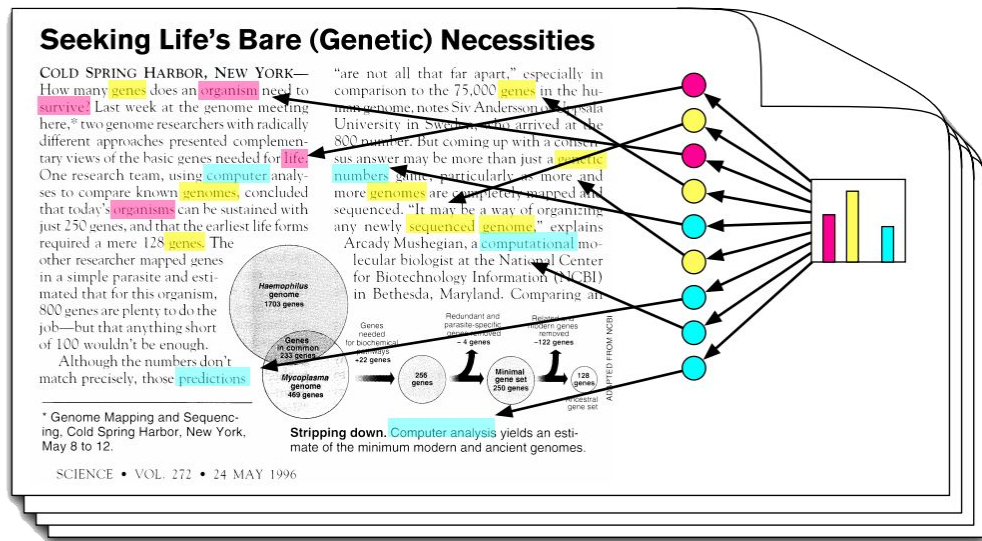 Seeking Life's Bare (Genetic) Necessities
COLD SPRING HARBOR, NEW YORK—
How many genes does an organism need to
survive? Last week at the genome meeting
here,* two genome researchers with radically
different approaches presented complemen-
tary views of the basic genes needed for life.
One research team, using computer analy-
ses to compare known genomes, concluded
that today's organisms can be sustained with
just 250 genes, and that the earliest life forms
required a mere 128 genes. The
other researcher mapped genes
in a simple parasite and esti-
mated that for this organism,
800 genes are plenty to do the
job—but that anything short
of 100 wouldn't be enough.
Although the numbers don't
match precisely, those predictions
* Genome Mapping and Sequenc-
ing, Cold Spring Harbor, New York,
May 8 to 12.
"are not all that far apart," especially in
comparison to the 75,000 genes in the hu-
man genome, notes Siv Andersson of Uppsala
University in Sweden, who arrived at the
800 number. But coming up with a consen-
sus answer may be more than just a genetic
numbers game, particularly as more and
more genomes are completely mapped and
sequenced. "It may be a way of organizing
any newly sequenced genome," explains
Arcady Mushegian, a computational mo-
lecular biologist at the National Center
for Biotechnology Information (NCBI)
in Bethesda, Maryland. Comparing an
Haemophilus
genome
1703 genes
Genes
in common
233 genes
Mycoplasma
genome
469 genes
Genes
needed
for biochemical
pathways
+22 genes
256
genes
Redundant and
parasite-specific
genes removed
– 4 genes
Minimal
gene set
250 genes
Related and
modern genes
removed
–122 genes
128
genes
Ancestral
gene set
ADAPTED FROM NCBI
Stripping down. Computer analysis yields an esti-
mate of the minimum modern and ancient genomes.
SCIENCE • VOL. 272 • 24 MAY 1996